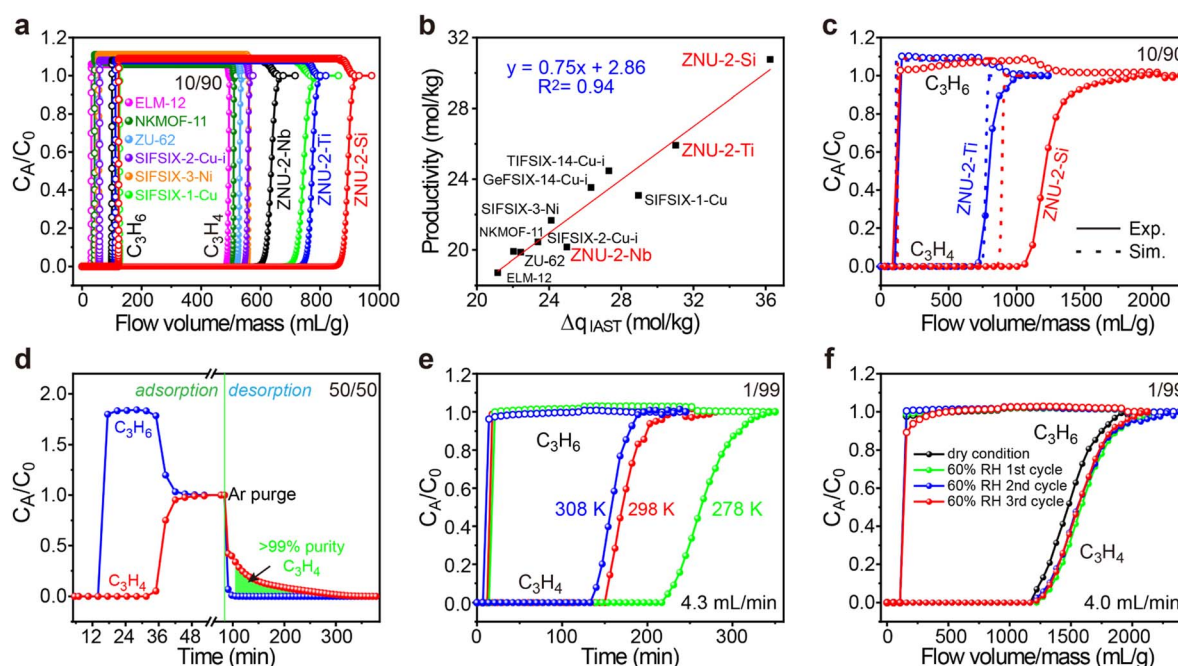 a
1.2
1.0
0.8
0.6
0.4
0.2
0.0
C_A/C_0
10/90
ELM-12
NKMOF-11
ZU-62
SIFSIX-2-Cu-i
SIFSIX-3-Ni
SIFSIX-1-Cu
C₃H₆
C₃H₄
ZNU-2-Nb
ZNU-2-Ti
ZNU-2-Si
0 200 400 600 800 1000
Flow volume/mass (mL/g)
b
32
28
24
20
Productivity (mol/kg)
y = 0.75x + 2.86
R²= 0.94
ZNU-2-Si
ZNU-2-Ti
TIFSIX-14-Cu-i
GeFSIX-14-Cu-i
SIFSIX-1-Cu
SIFSIX-3-Ni
NKMOF-11
SIFSIX-2-Cu-i
ZU-62
ZNU-2-Nb
ELM-12
20 24 28 32 36
Δq IAST (mol/kg)
c
1.2
1.0
0.8
0.6
0.4
0.2
0.0
C_A/C_0
10/90
C₃H₆
ZNU-2-Ti
ZNU-2-Si
C₃H₄
Exp.
Sim.
0 500 1000 1500 2000
Flow volume/mass (mL/g)
d
2.0
1.5
1.0
0.5
0.0
C_A/C_0
adsorption
desorption
50/50
C₃H₆
Ar purge
>99% purity
C₃H₄
C₃H₄
12 24 36 48 100 200 300
Time (min)
e
1.2
1.0
0.8
0.6
0.4
0.2
0.0
C_A/C_0
1/99
C₃H₆
308 K
298 K
278 K
C₃H₄
4.3 mL/min
0 100 200 300
Time (min)
f
1.2
1.0
0.8
0.6
0.4
0.2
0.0
C_A/C_0
1/99
C₃H₆
dry condition
60% RH 1st cycle
60% RH 2nd cycle
60% RH 3rd cycle
C₃H₄
4.0 mL/min
0 500 1000 1500 2000
Flow volume/mass (mL/g)